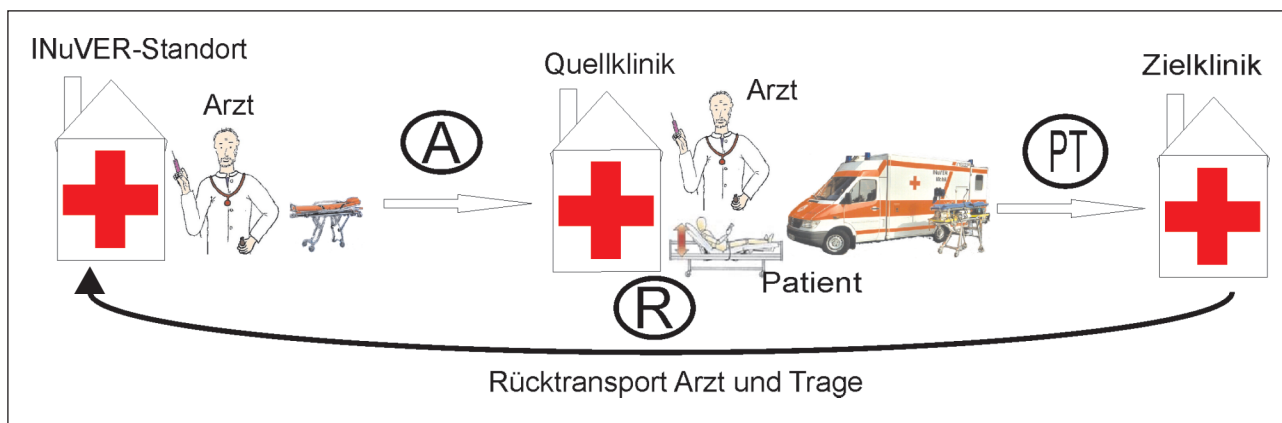 INuVER-Standort
Arzt
A
Quellklinik
Arzt
PT
Zielklinik
Patient
R
Rücktransport Arzt und Trage